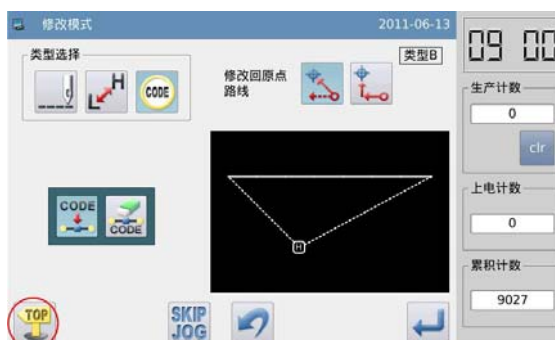 修改模式
2011-06-13
09 00
类型选择
类型B
L H
CODE
修改回原点
路线
生产计数
0
clr
CODE
CODE
H
上电计数
0
累积计数
9027
TOP
SKIP
JOG